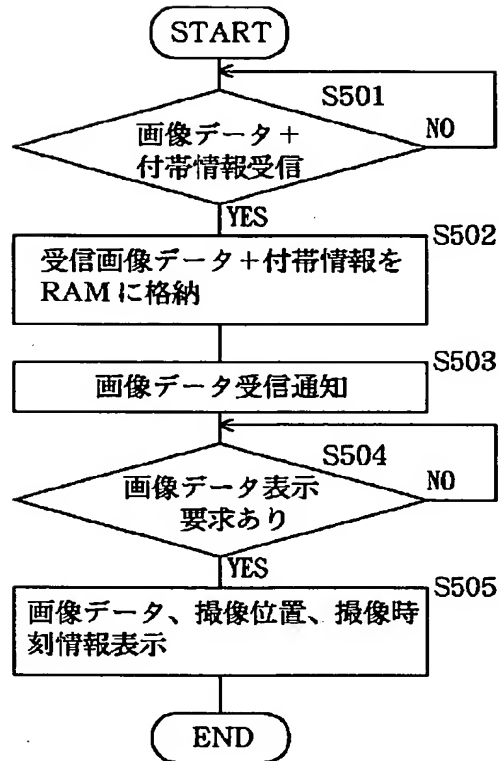 START
S501
画像データ+
付帯情報受信
NO
YES
S502
受信画像データ+付帯情報を
RAMに格納
S503
画像データ受信通知
S504
画像データ表示
要求あり
NO
YES
S505
画像データ、撮像位置、撮像時
刻情報表示
END